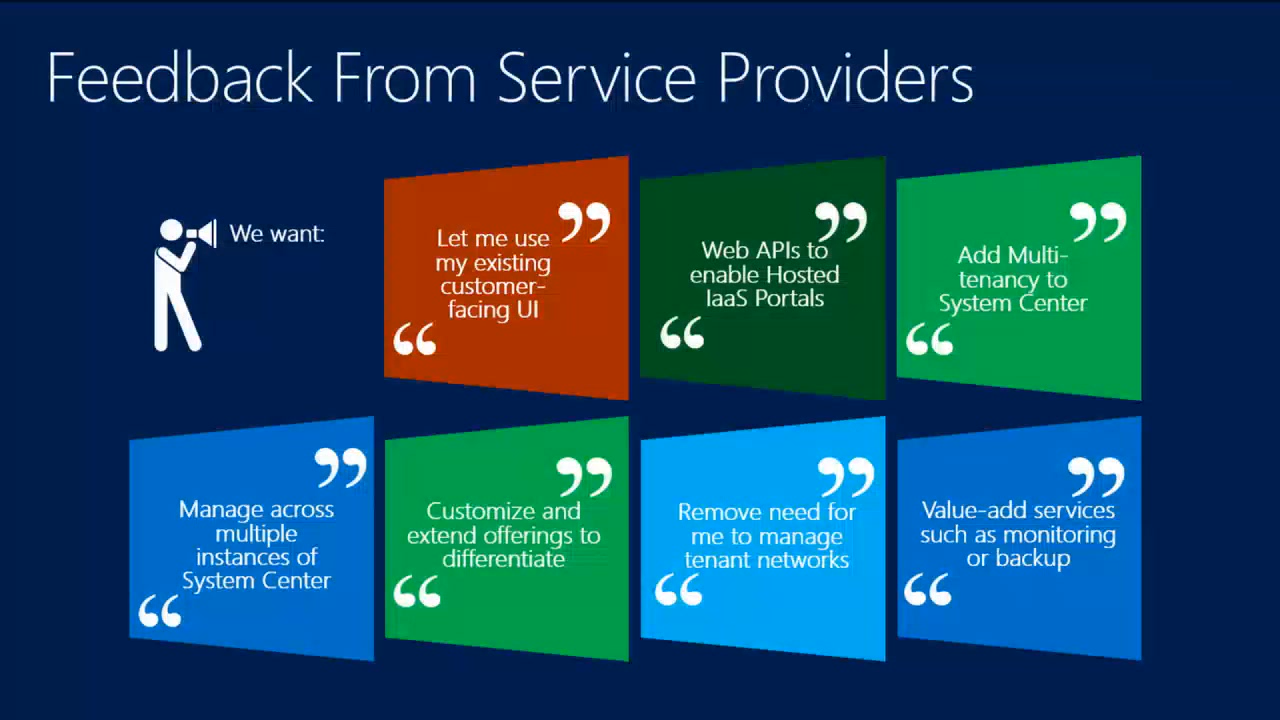 Feedback From Service Providers
We want:
”
Let me use
my existing
customer-
facing UI
“
”
Web APIs to
enable Hosted
IaaS Portals
“
”
Add Multi-
tenancy to
System Center
“
”
Manage across
multiple
instances of
System Center
“
”
Customize and
extend offerings to
differentiate
“
”
Remove need for
me to manage
tenant networks
“
”
Value-add services
such as monitoring
or backup
“